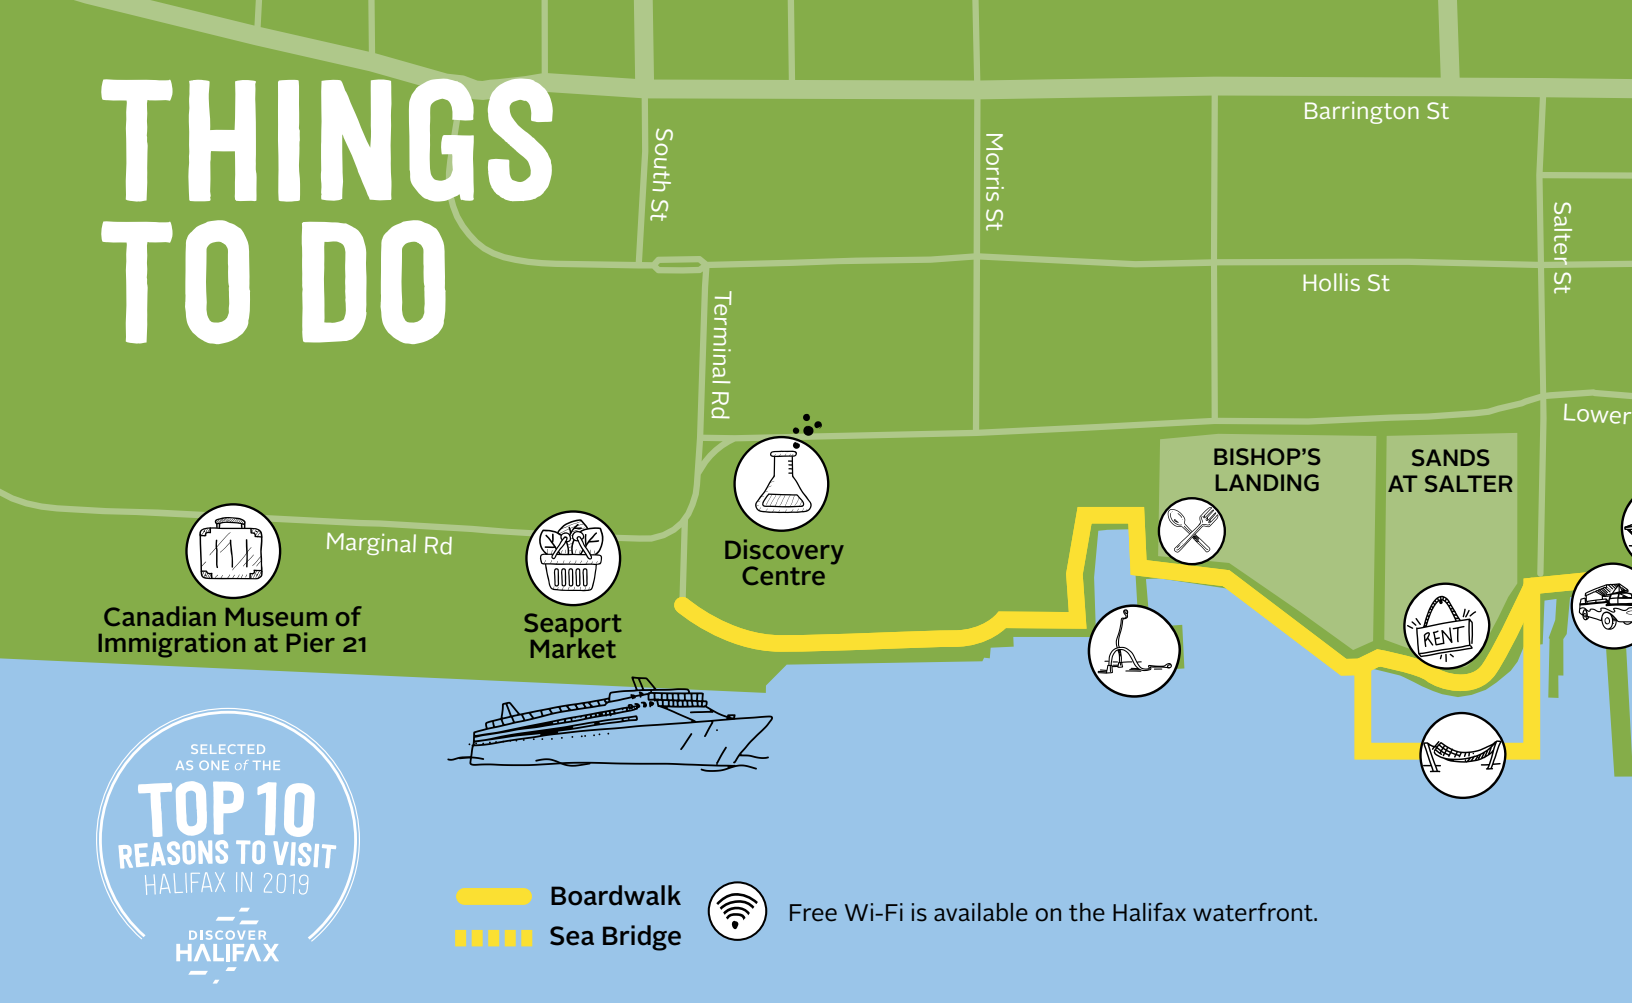 THINGS
TO DO
Barrington St
South St
Morris St
Salter St
Hollis St
Terminal Rd
Lower
BISHOP'S
LANDING
SANDS
AT SALTER
Marginal Rd
Discovery
Centre
Canadian Museum of
Immigration at Pier 21
Seaport
Market
RENT
SELECTED
AS ONE of THE
TOP 10
REASONS TO VISIT
HALIFAX IN 2019
DISCOVER
HALIFAX
Boardwalk
Sea Bridge
Free Wi-Fi is available on the Halifax waterfront.